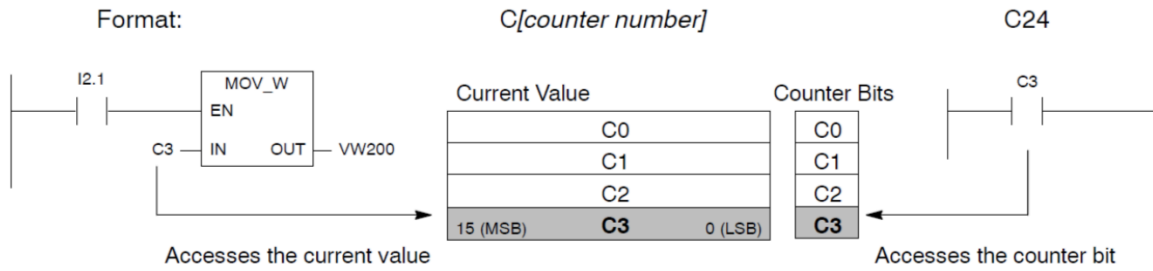 Format: C[counter number] C24
I2.1
MOV_W
EN
C3 IN OUT VW200
Accesses the current value
Current Value
C0
C1
C2
15 (MSB) C3 0 (LSB)
Counter Bits
C0
C1
C2
C3
C3
Accesses the counter bit